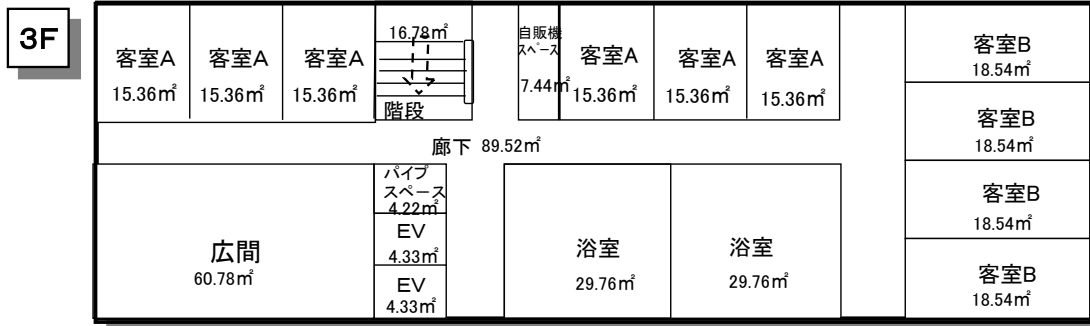 3F
客室A
15.36㎡
客室A
15.36㎡
客室A
15.36㎡
16.78㎡
階段
自販機
スペース
7.44㎡
客室A
15.36㎡
客室A
15.36㎡
客室A
15.36㎡
客室B
18.54㎡
客室B
18.54㎡
客室B
18.54㎡
客室B
18.54㎡
廊下 89.52㎡
広間
60.78㎡
パイプ
スペース
4.22㎡
EV
4.33㎡
EV
4.33㎡
浴室
29.76㎡
浴室
29.76㎡